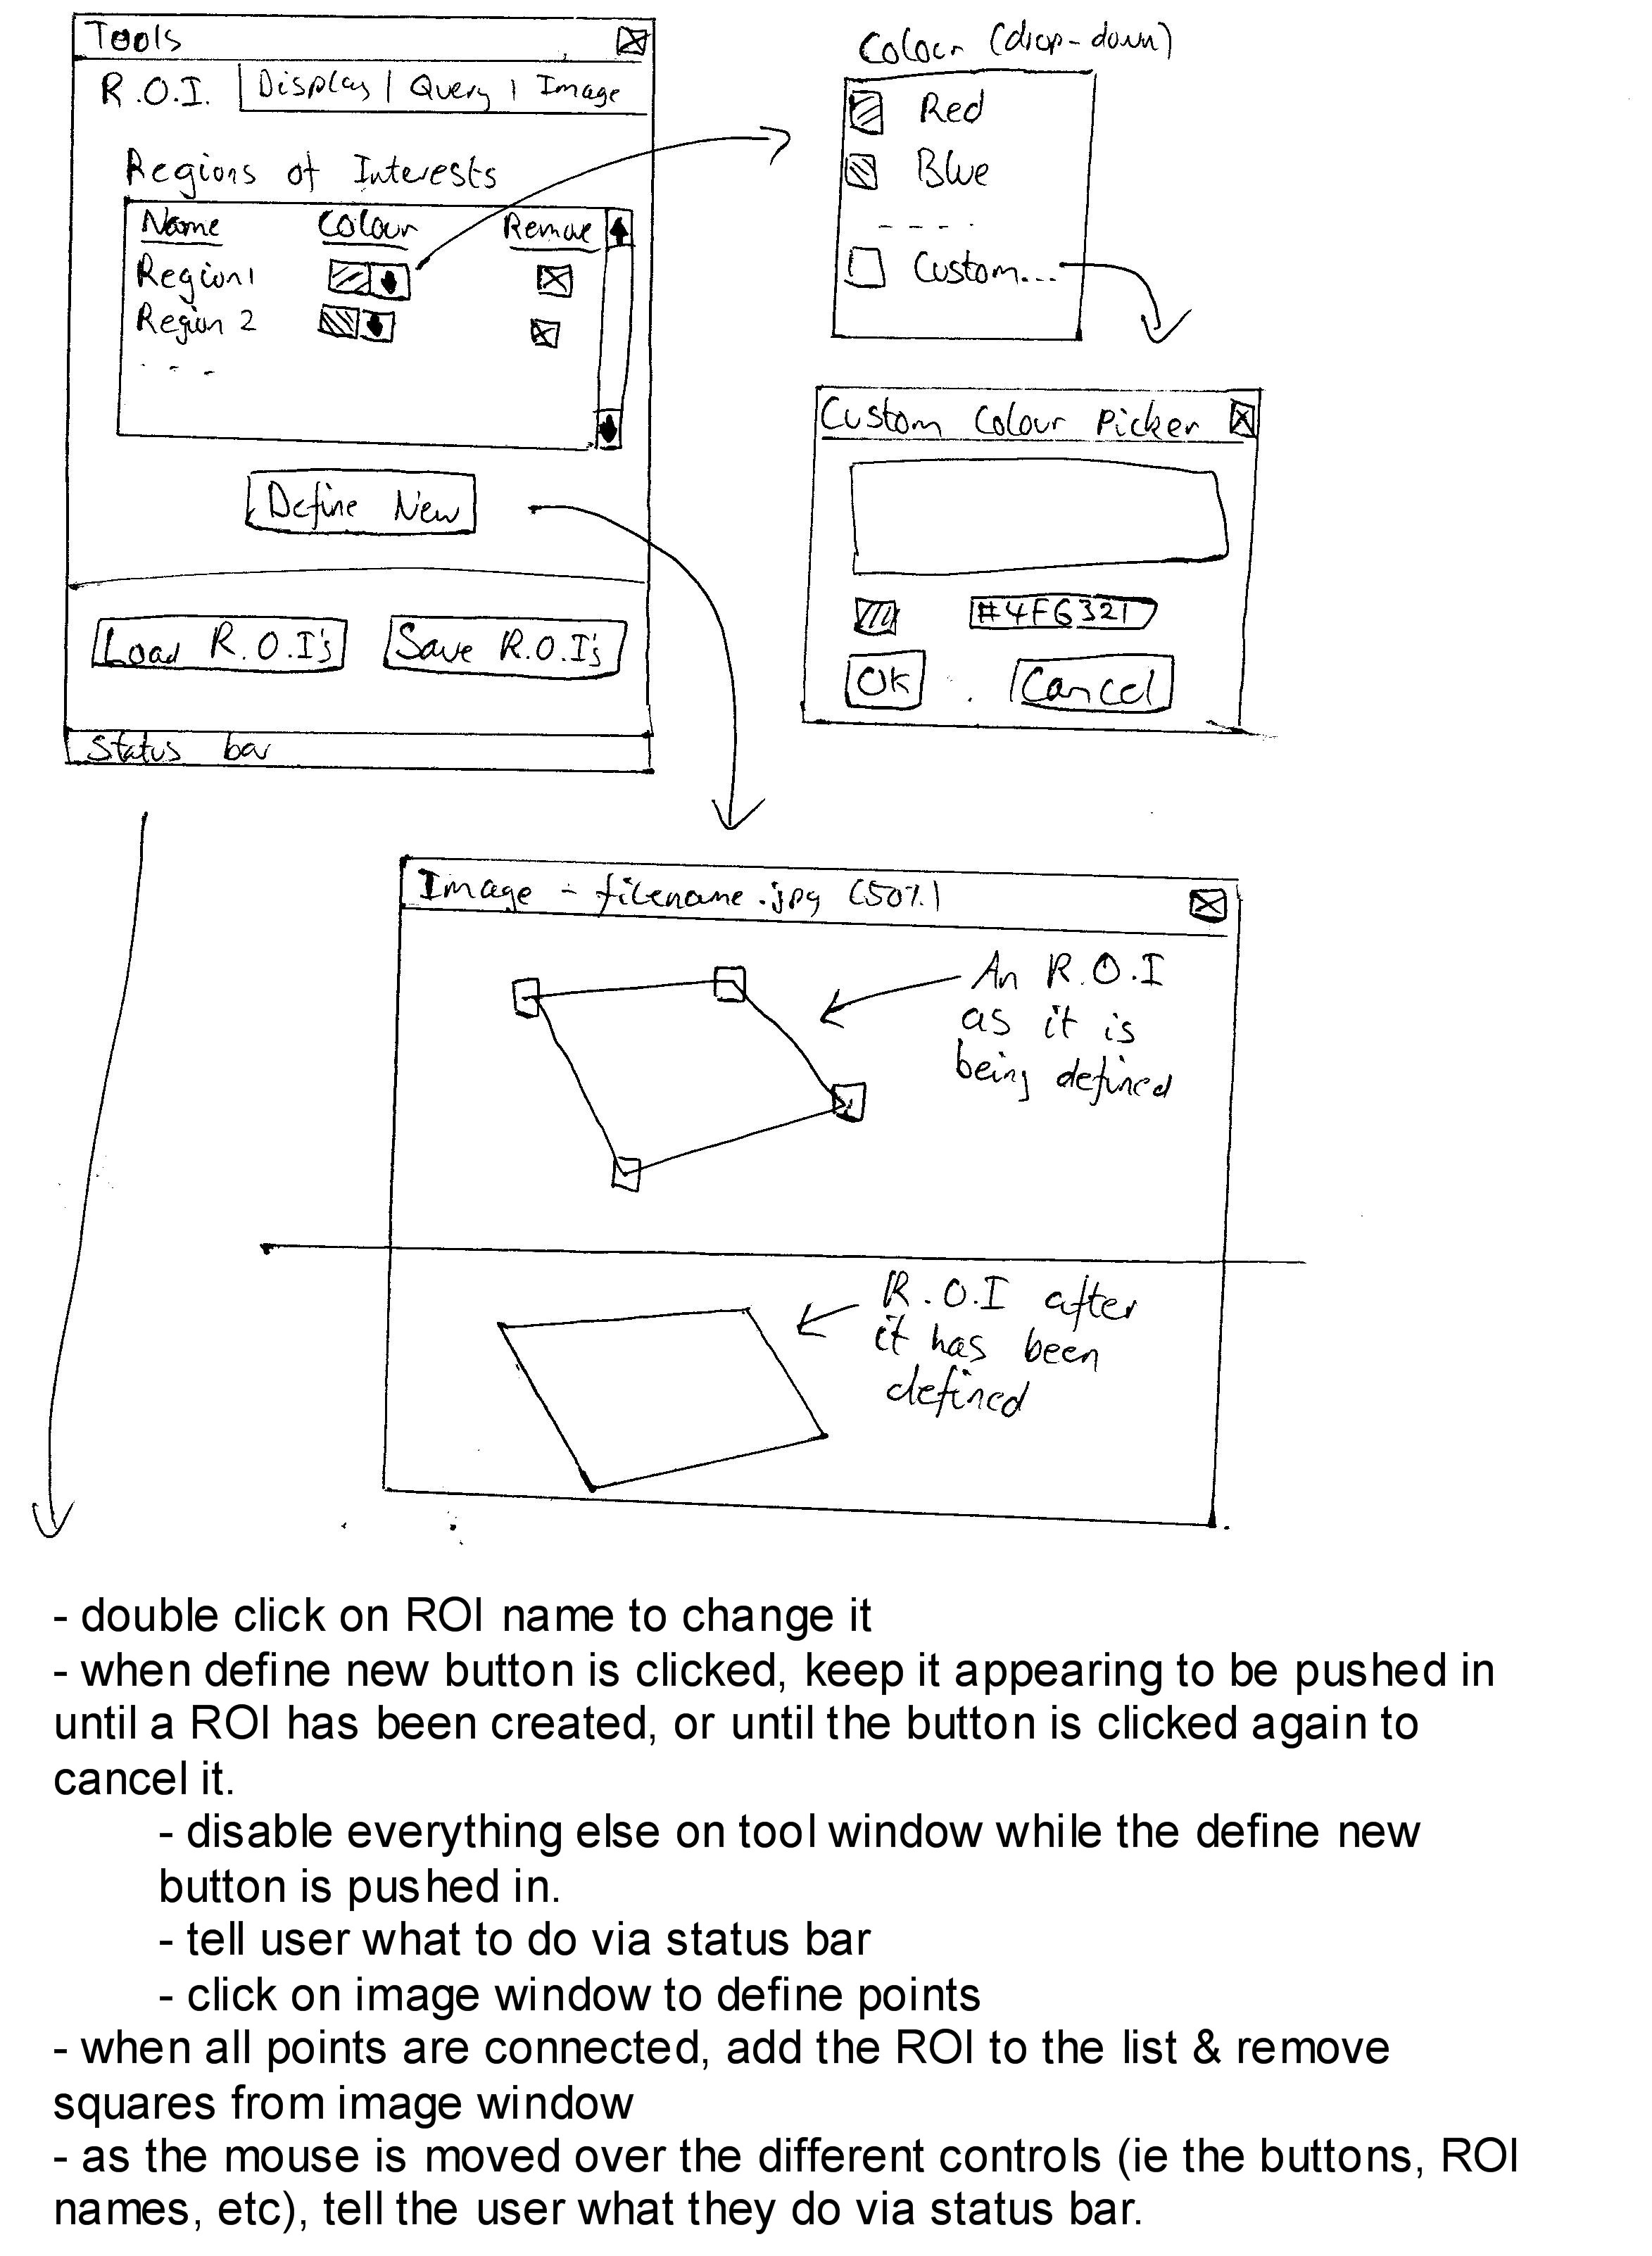 Tools
R.O.I. | Display | Query | Image
Regions of Interests
Name Colour Remove
Region 1
Region 2
- - -
Define New
Load R.O.I's Save R.O.I's
Status bar
Colour (drop-down)
Red
Blue
- - - -
Custom...
Custom Colour Picker
#4F6321
OK Cancel
Image - filename.jpg (50%)
An R.O.I
as it is
being defined
R.O.I after
it has been
defined
- double click on ROI name to change it
- when define new button is clicked, keep it appearing to be pushed in
until a ROI has been created, or until the button is clicked again to
cancel it.
- disable everything else on tool window while the define new
button is pushed in.
- tell user what to do via status bar
- click on image window to define points
- when all points are connected, add the ROI to the list & remove
squares from image window
- as the mouse is moved over the different controls (ie the buttons, ROI
names, etc), tell the user what they do via status bar.